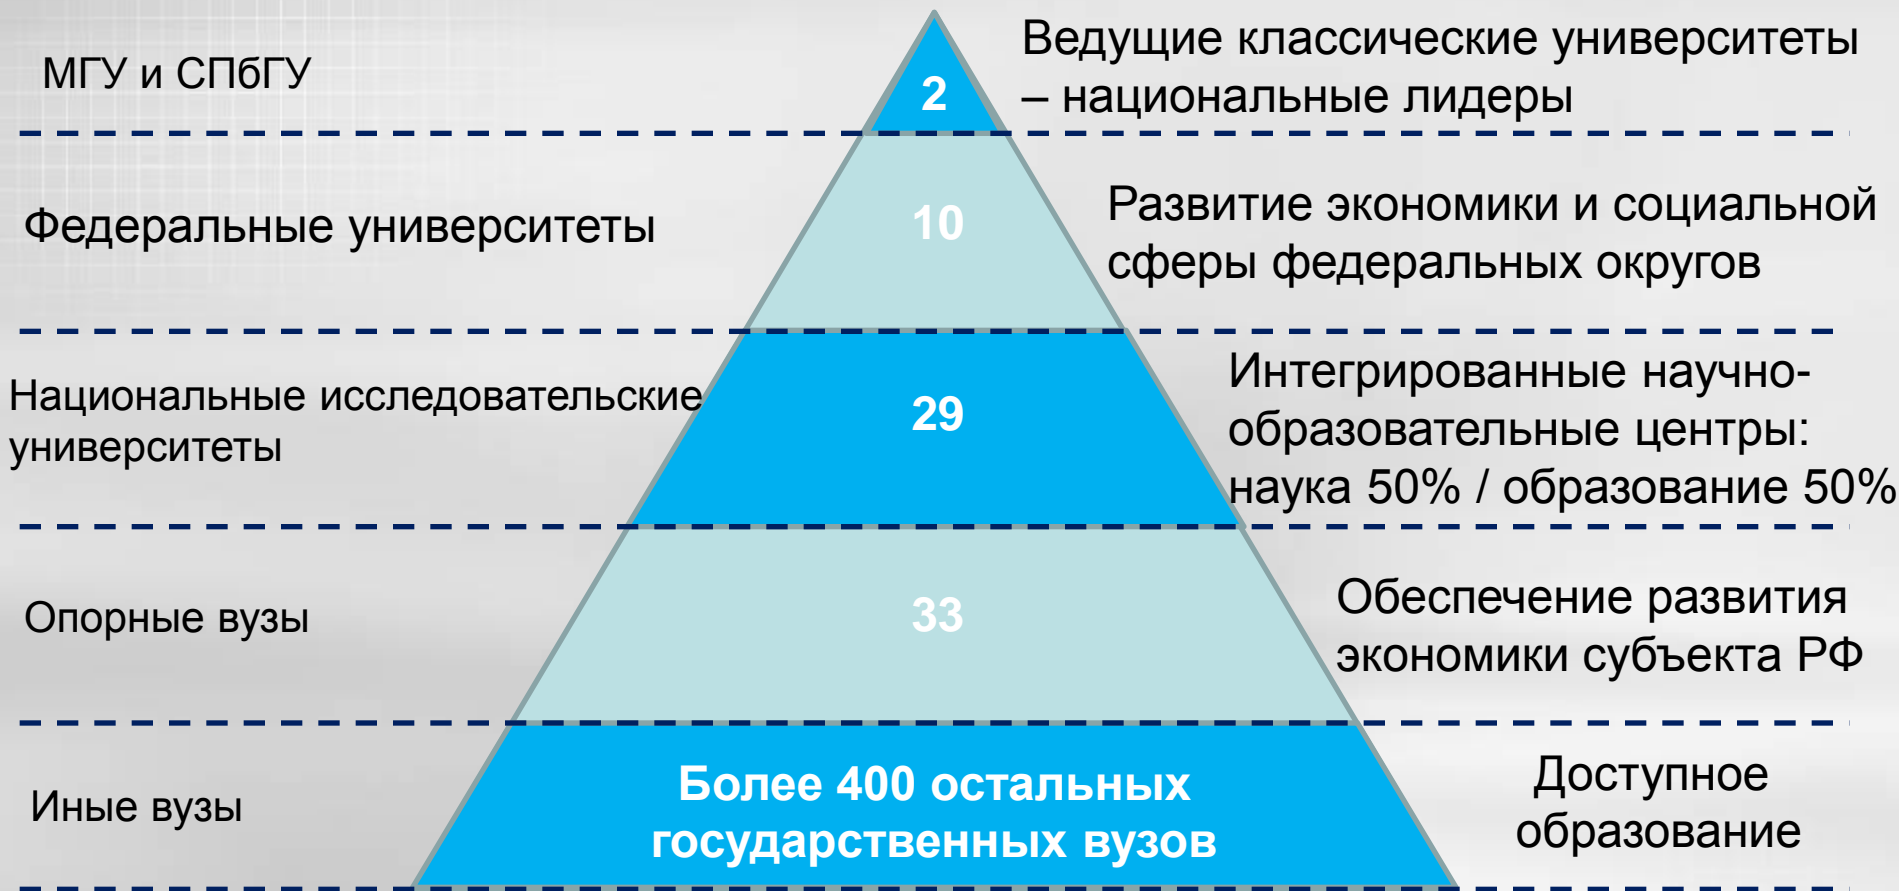 МГУ и СПбГУ
2
Ведущие классические университеты
– национальные лидеры
Федеральные университеты
10
Развитие экономики и социальной
сферы федеральных округов
Национальные исследовательские
университеты
29
Интегрированные научно-
образовательные центры:
наука 50% / образование 50%
Опорные вузы
33
Обеспечение развития
экономики субъекта РФ
Иные вузы
Более 400 остальных
государственных вузов
Доступное
образование